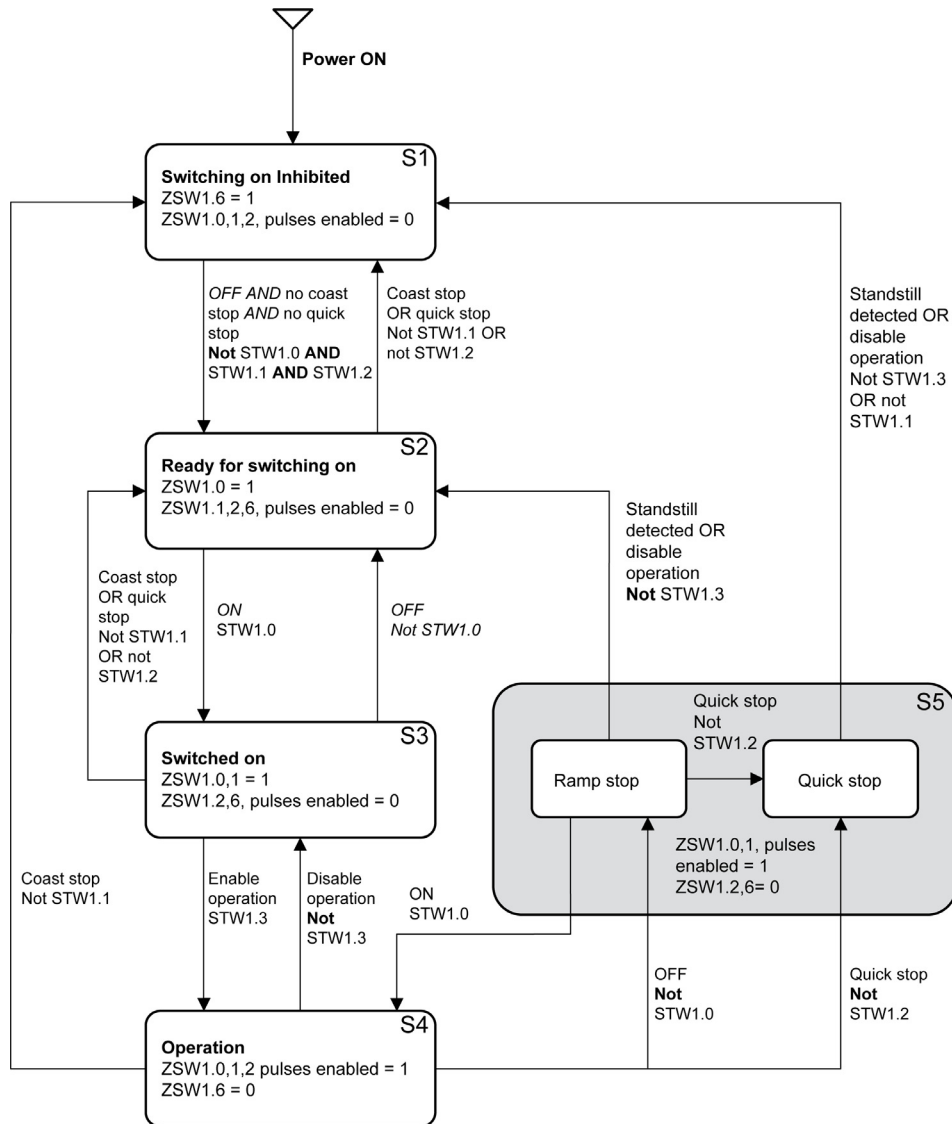 Power ON
S1
Switching on Inhibited
ZSW1.6 = 1
ZSW1.0,1,2, pulses enabled = 0
OFF AND no coast
stop AND no quick
stop
Not STW1.0 AND
STW1.1 AND STW1.2
Coast stop
OR quick stop
Not STW1.1 OR
not STW1.2
Standstill
detected OR
disable
operation
Not STW1.3
OR not
STW1.1
S2
Ready for switching on
ZSW1.0 = 1
ZSW1.1,2,6, pulses enabled = 0
Coast stop
OR quick
stop
Not STW1.1
OR not
STW1.2
ON
STW1.0
OFF
Not STW1.0
Standstill
detected OR
disable
operation
Not STW1.3
S3
Switched on
ZSW1.0,1 = 1
ZSW1.2,6, pulses enabled = 0
S5
Quick stop
Not
STW1.2
Ramp stop
Quick stop
ZSW1.0,1, pulses
enabled = 1
ZSW1.2,6= 0
Coast stop
Not STW1.1
Enable
operation
STW1.3
Disable
operation
Not
STW1.3
ON
STW1.0
OFF
Not
STW1.0
Quick stop
Not
STW1.2
S4
Operation
ZSW1.0,1,2 pulses enabled = 1
ZSW1.6 = 0